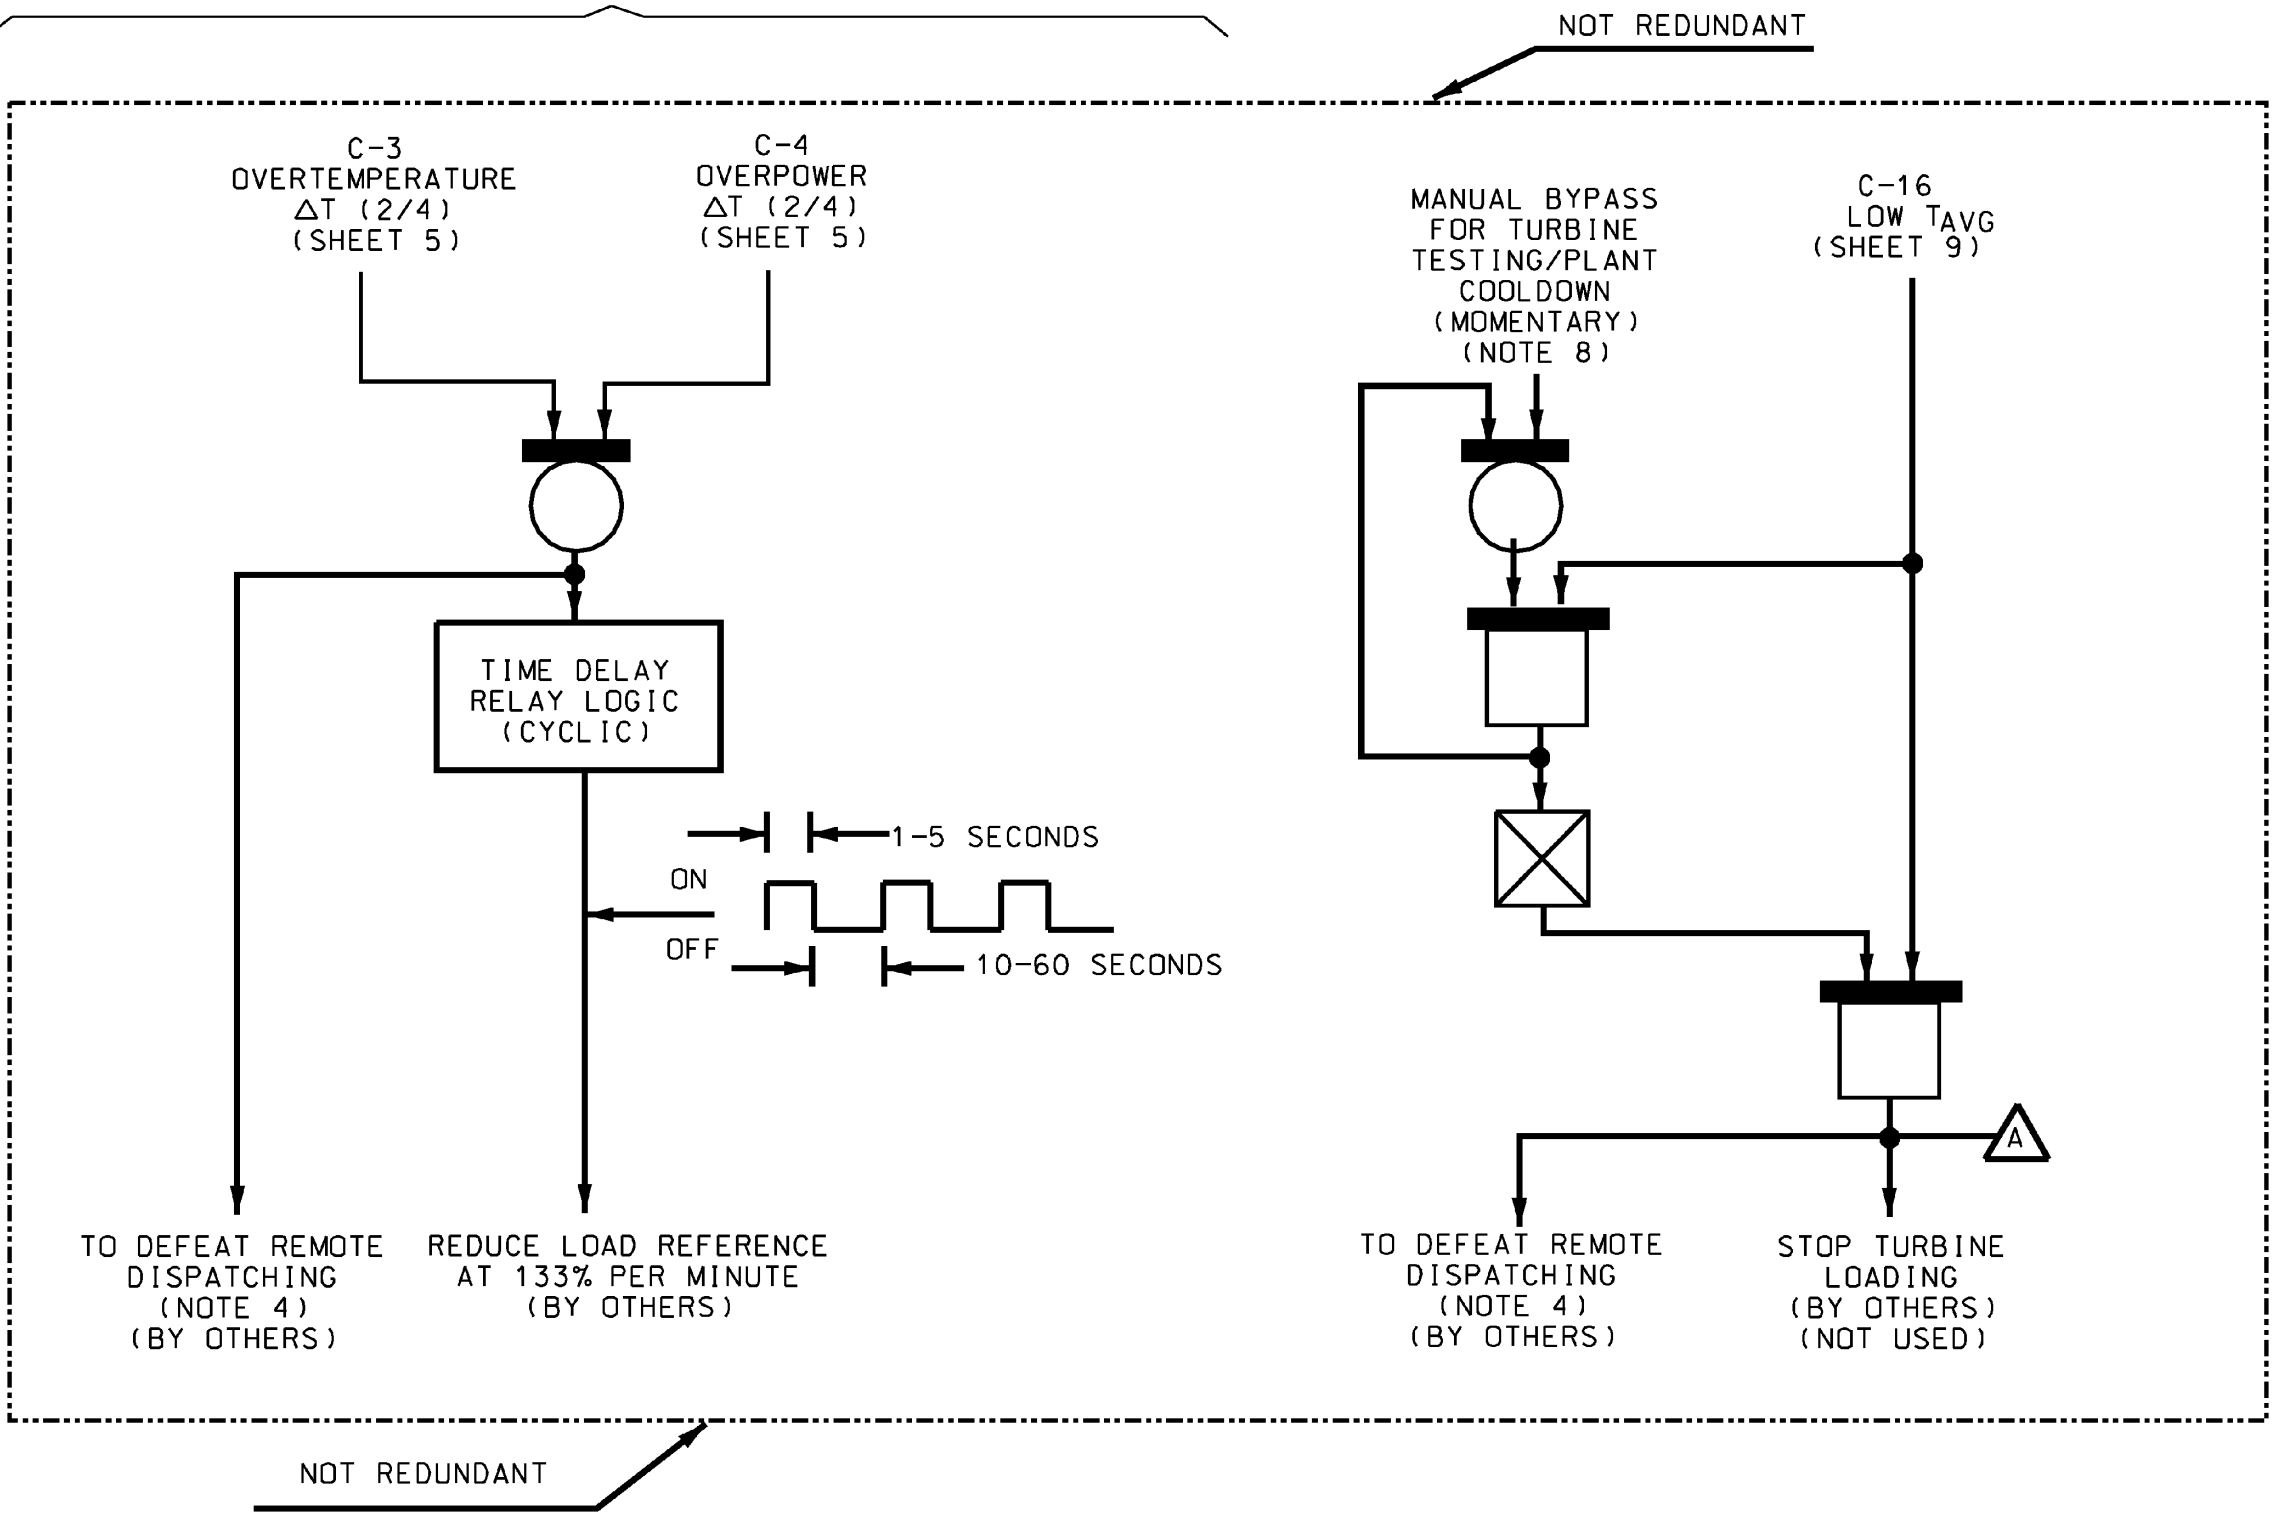 NOT REDUNDANT
C-3
OVERTEMPERATURE
△T (2/4)
(SHEET 5)
C-4
OVERPOWER
△T (2/4)
(SHEET 5)
MANUAL BYPASS
FOR TURBINE
TESTING/PLANT
COOLDOWN
(MOMENTARY)
(NOTE 8)
C-16
LOW TAVG
(SHEET 9)
TIME DELAY
RELAY LOGIC
(CYCLIC)
1-5 SECONDS
ON
OFF
10-60 SECONDS
A
TO DEFEAT REMOTE
DISPATCHING
(NOTE 4)
(BY OTHERS)
REDUCE LOAD REFERENCE
AT 133% PER MINUTE
(BY OTHERS)
TO DEFEAT REMOTE
DISPATCHING
(NOTE 4)
(BY OTHERS)
STOP TURBINE
LOADING
(BY OTHERS)
(NOT USED)
NOT REDUNDANT